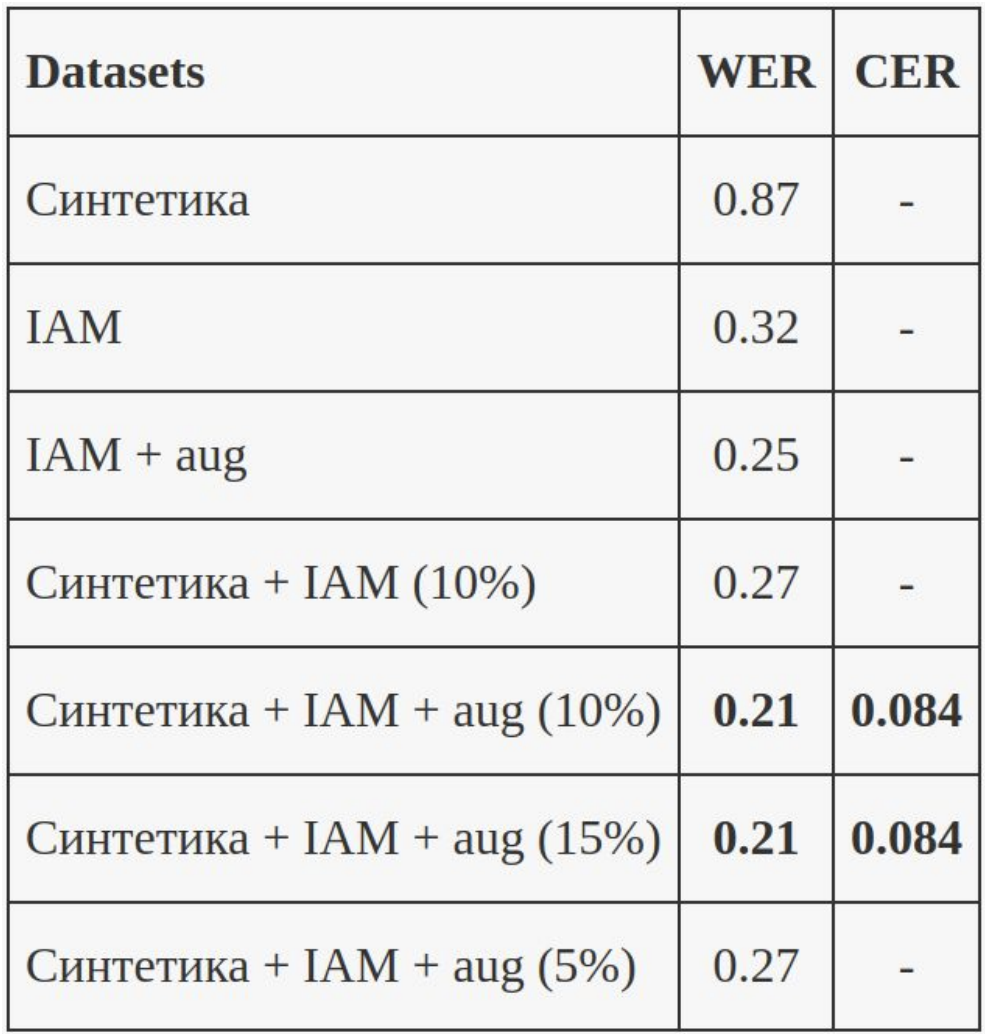 Datasets WER CER
Синтетика 0.87 -
IAM 0.32 -
IAM + aug 0.25 -
Синтетика + IAM (10%) 0.27 -
Синтетика + IAM + aug (10%) 0.21 0.084
Синтетика + IAM + aug (15%) 0.21 0.084
Синтетика + IAM + aug (5%) 0.27 -